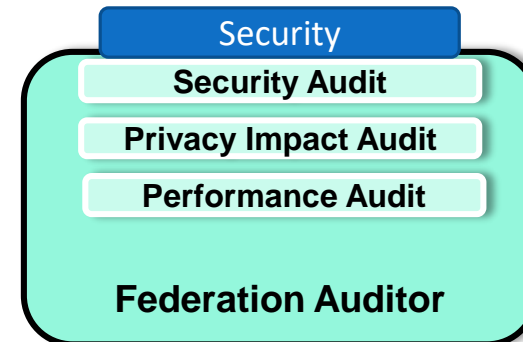 Security
Security Audit
Privacy Impact Audit
Performance Audit
Federation Auditor